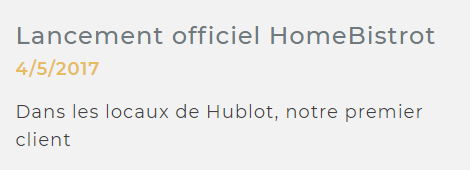 Lancement officiel HomeBistrot
4/5/2017
Dans les locaux de Hublot, notre premier
client